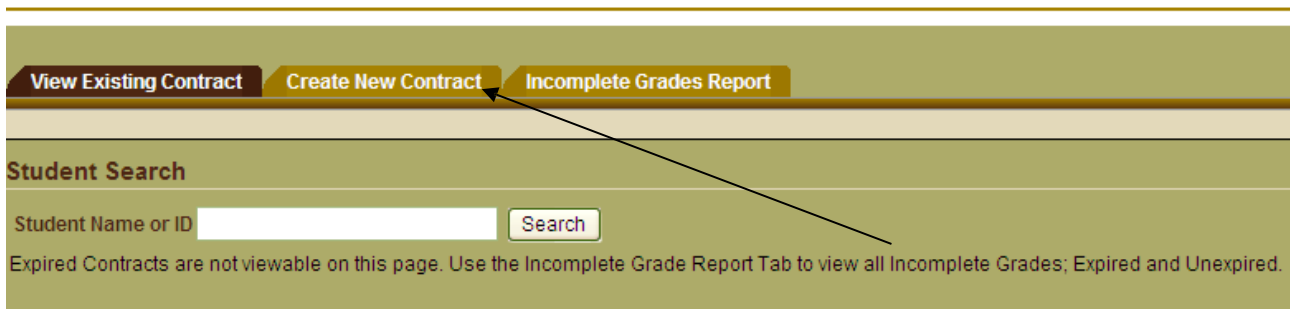 View Existing Contract Create New Contract Incomplete Grades Report
Student Search
Student Name or ID Search
Expired Contracts are not viewable on this page. Use the Incomplete Grade Report Tab to view all Incomplete Grades; Expired and Unexpired.